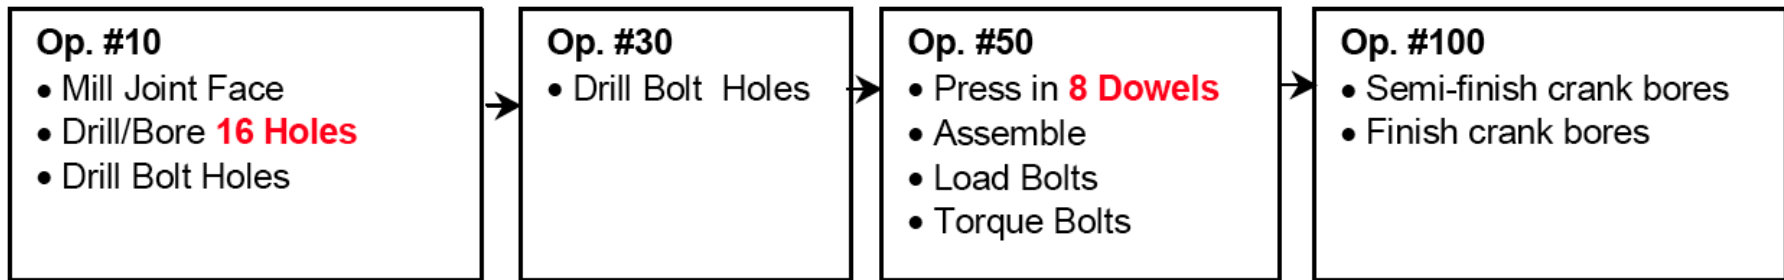 Op. #10
• Mill Joint Face
• Drill/Bore 16 Holes
• Drill Bolt Holes
Op. #30
• Drill Bolt  Holes
Op. #50
• Press in 8 Dowels
• Assemble
• Load Bolts
• Torque Bolts
Op. #100
• Semi-finish crank bores
• Finish crank bores